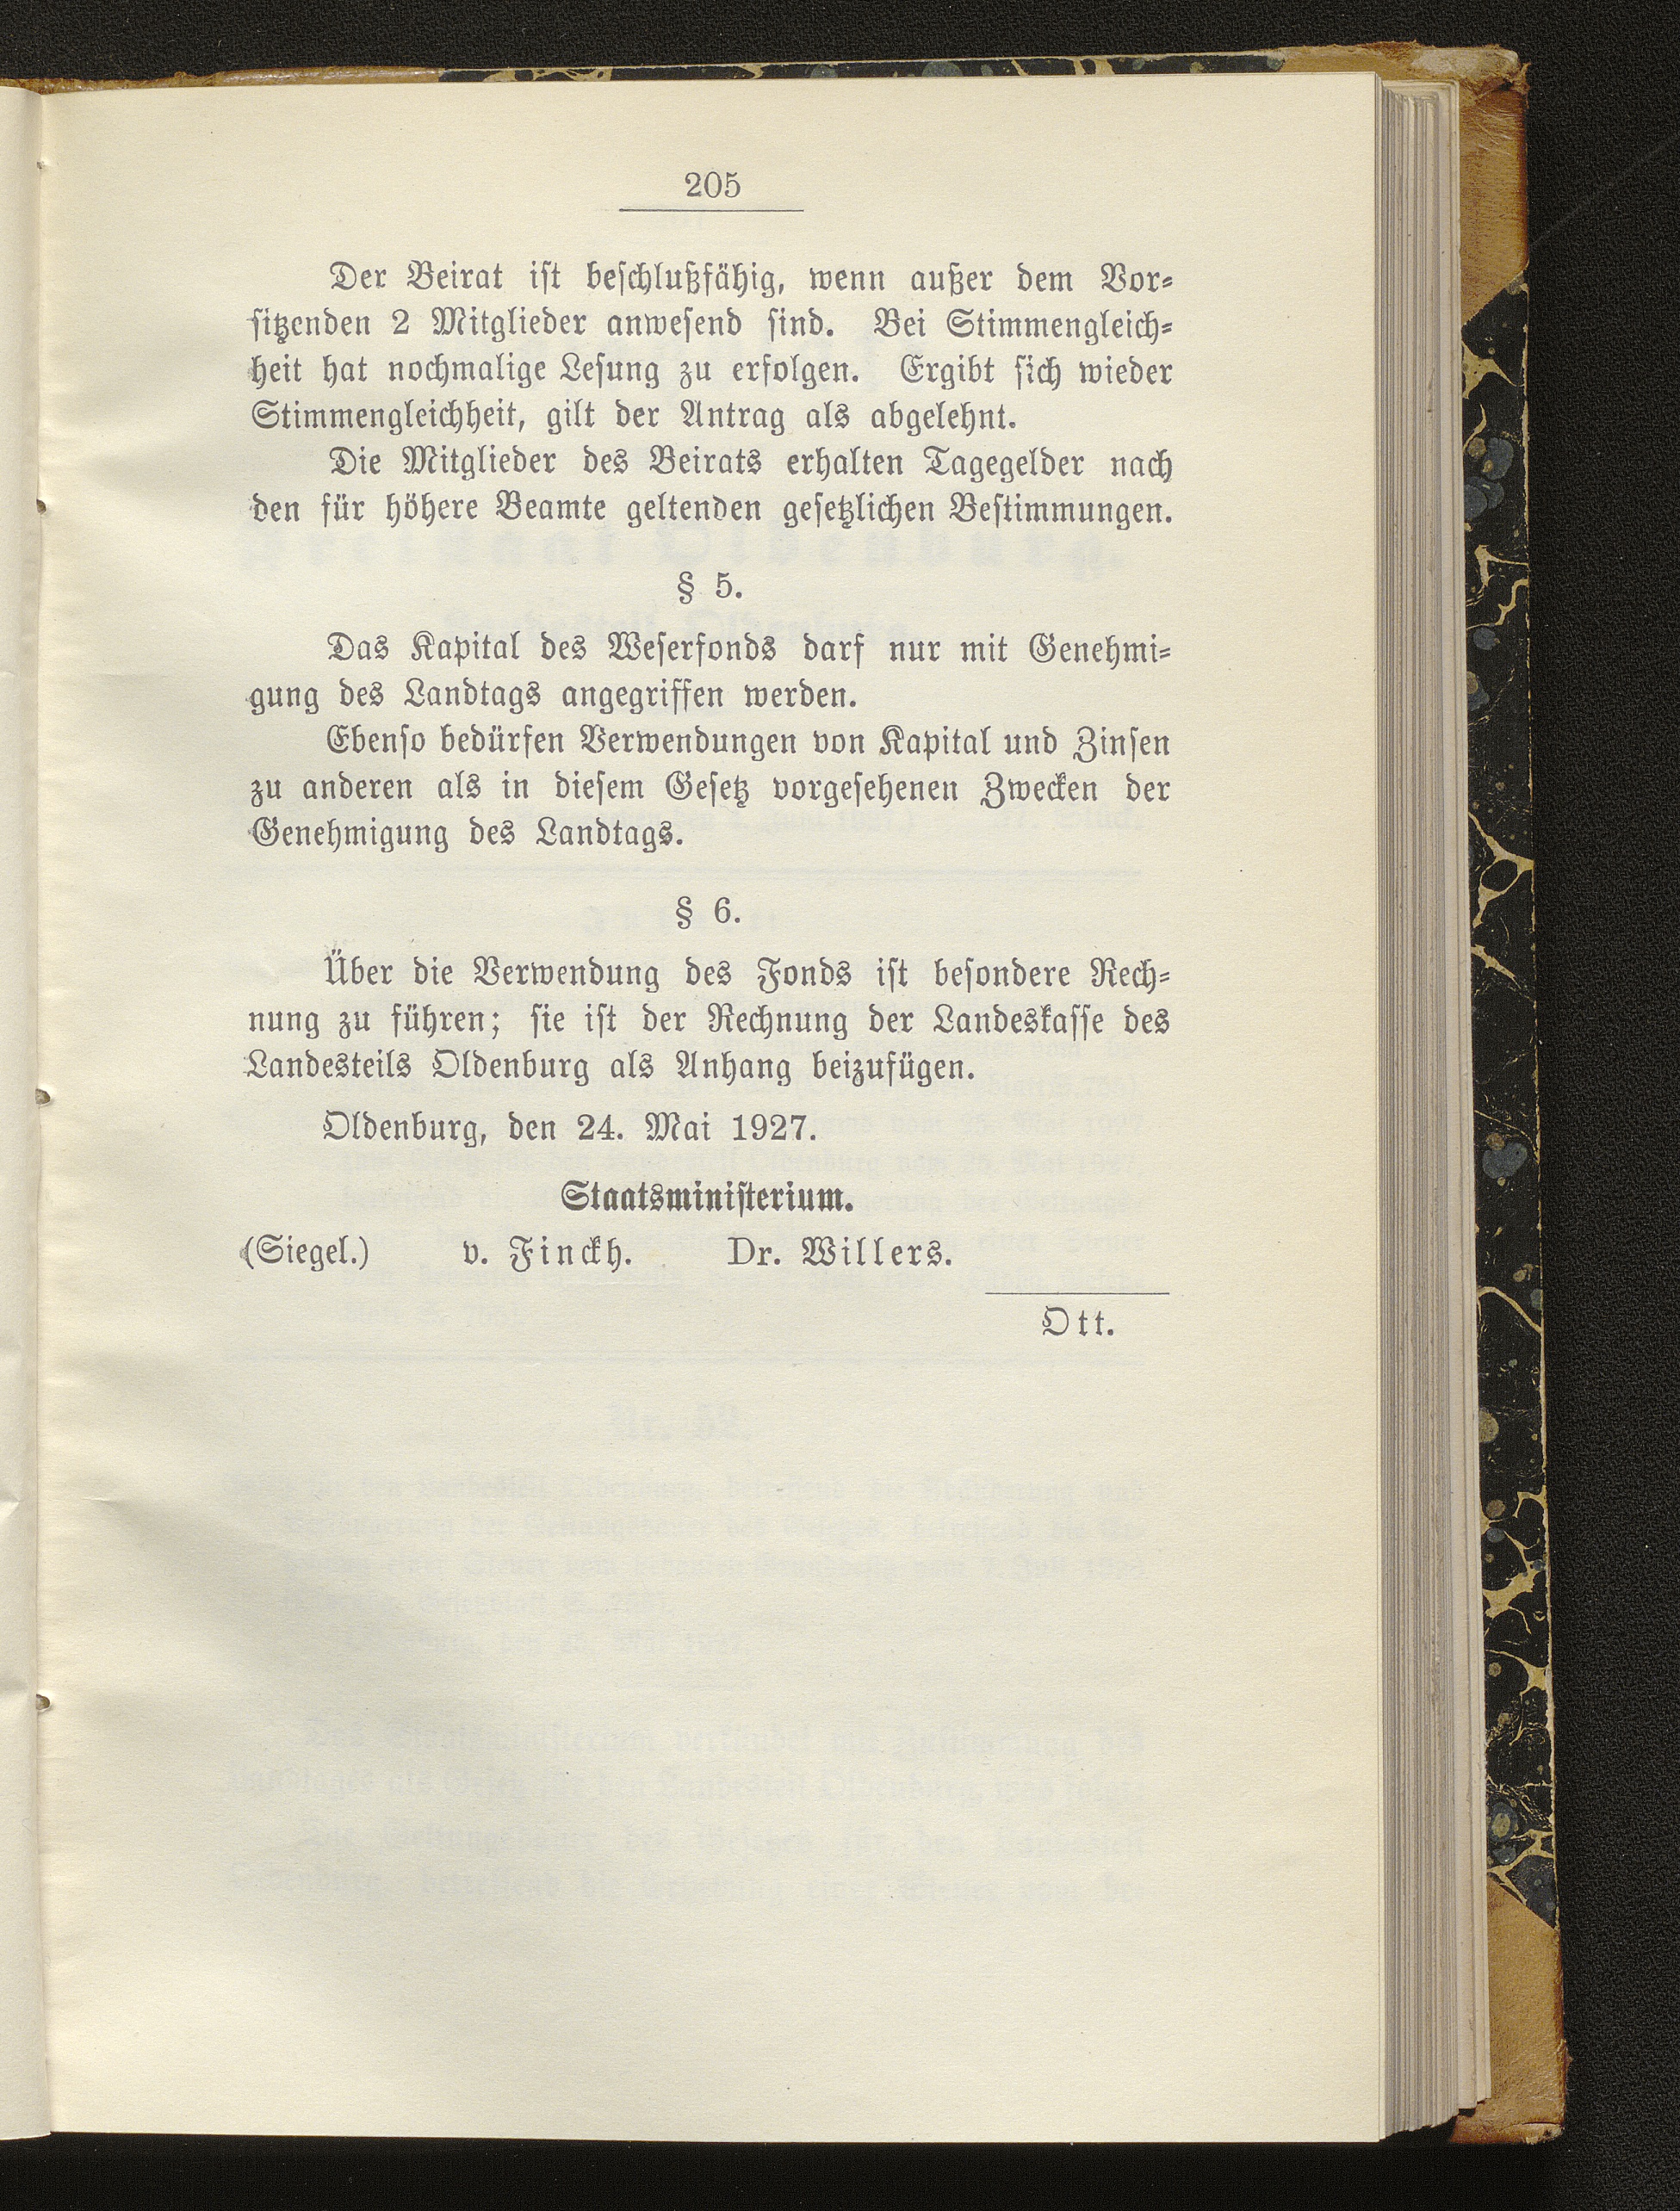 205
Der Beirat ist beschlußfähig, wenn außer dem Vor-
sitzenden 2 Mitglieder anwesend sind. Bei Stimmengleich-
heit hat nochmalige Lesung zu erfolgen. Ergibt sich wieder
Stimmengleichheit, gilt der Antrag als abgelehnt.
Die Mitglieder des Beirats erhalten Tagegelder nach
den für höhere Beamte geltenden gesetzlichen Bestimmungen.
§ 5.
Das Kapital des Weserfonds darf nur mit Genehmi-
gung des Landtags angegriffen werden.
Ebenso bedürfen Verwendungen von Kapital und Zinsen
zu anderen als in diesem Gesetz vorgesehenen Zwecken der
Genehmigung des Landtags.
§ 6.
Über die Verwendung des Fonds ist besondere Rech-
nung zu führen; sie ist der Rechnung der Landeskasse des
Landesteils Oldenburg als Anhang beizufügen.
Oldenburg, den 24. Mai 1927.
Staatsministerium.
(Siegel.) v. Finckh. Dr. Willers.
Ott.